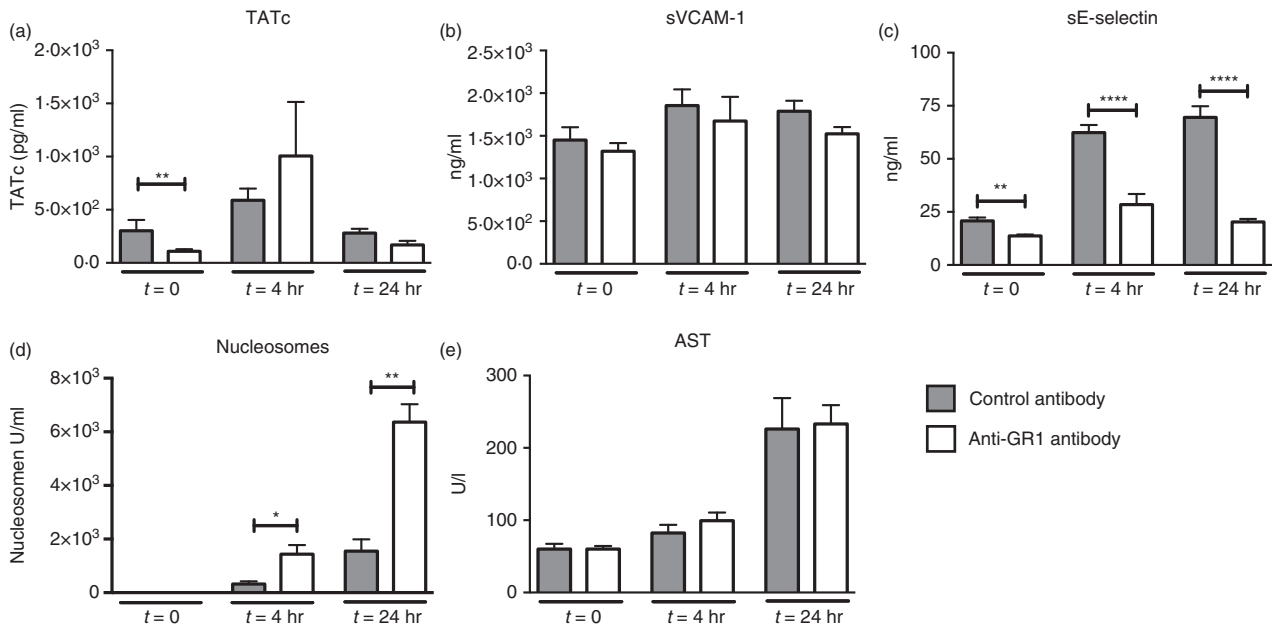 (a)
TATc
TATc (pg/ml)
2·0×10³
1·5×10³
1·0×10³
5·0×10²
0·0
**
t = 0
t = 4 hr
t = 24 hr
(b)
sVCAM-1
ng/ml
2·5×10³
2·0×10³
1·5×10³
1·0×10³
5·0×10²
0·0
t = 0
t = 4 hr
t = 24 hr
(c)
sE-selectin
ng/ml
100
75
50
25
0
**
****
****
t = 0
t = 4 hr
t = 24 hr
(d)
Nucleosomes
Nucleosomen U/ml
8×10³
6×10³
4×10³
2×10³
0
*
**
t = 0
t = 4 hr
t = 24 hr
(e)
AST
U/l
300
200
100
0
t = 0
t = 4 hr
t = 24 hr
Control antibody
Anti-GR1 antibody